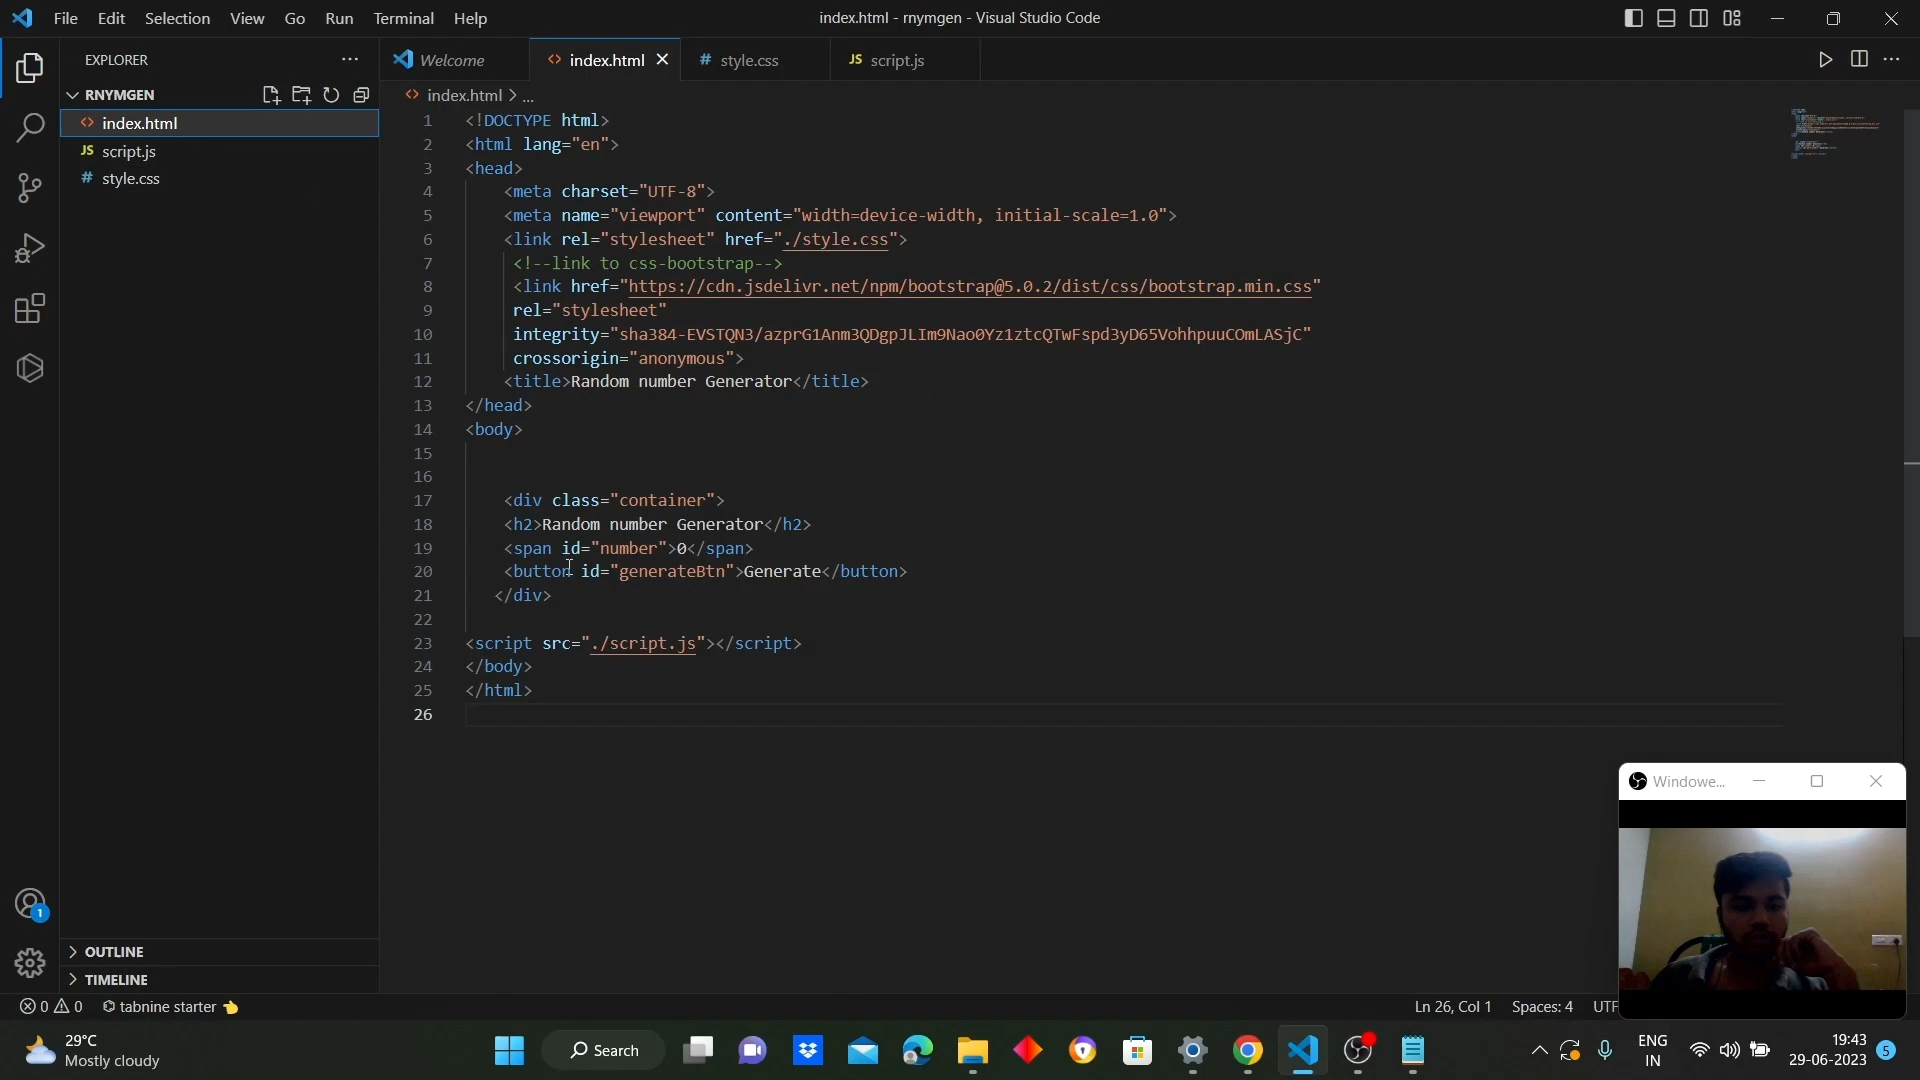 File Edit Selection View Go Run Terminal Help
index.html - rnymgen - Visual Studio Code
EXPLORER
Welcome
index.html
style.css
JS script.js
RNYMGEN
index.html
JS script.js
style.css
index.html > ...
1 <!DOCTYPE html>
2 <html lang="en">
3 <head>
4 <meta charset="UTF-8">
5 <meta name="viewport" content="width=device-width, initial-scale=1.0">
6 <link rel="stylesheet" href="./style.css">
7 <!--link to css-bootstrap-->
8 <link href="https://cdn.jsdelivr.net/npm/bootstrap@5.0.2/dist/css/bootstrap.min.css"
9 rel="stylesheet"
10 integrity="sha384-EVSTQN3/azprG1Anm3QDgpJLIm9Nao0Yz1ztcQTwFspd3yD65VohhpuuCOmLASjC"
11 crossorigin="anonymous">
12 <title>Random number Generator</title>
13 </head>
14 <body>
15
16
17 <div class="container">
18 <h2>Random number Generator</h2>
19 <span id="number">0</span>
20 <button id="generateBtn">Generate</button>
21 </div>
22
23 <script src="./script.js"></script>
24 </body>
25 </html>
26
Windowe...
1
OUTLINE
TIMELINE
0 0 tabnine starter
Ln 26, Col 1 Spaces: 4 UTF
29°C
Mostly cloudy
Search
ENG
IN
19:43
29-06-2023
5